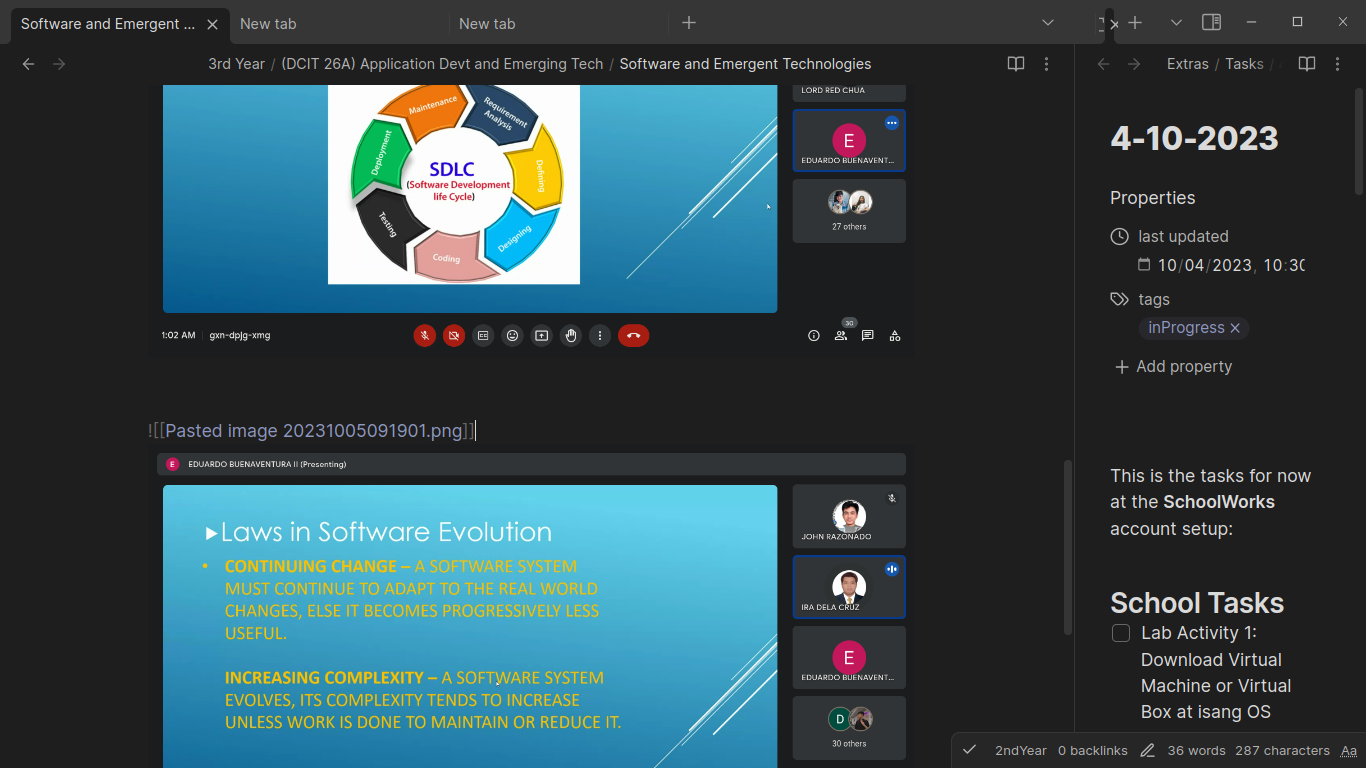 Software and Emergent ...
New tab
New tab
3rd Year / (DCIT 26A) Application Devt and Emerging Tech / Software and Emergent Technologies
Extras / Tasks /
Maintenance
Requirement
Analysis
Defining
Designing
Coding
Testing
Deployment
SDLC
(Software Development
life Cycle)
LORD RED CHUA
E
EDUARDO BUENAVENT...
27 others
1:02 AM | gxn-dpjg-xmg
30
![[Pasted image 20231005091901.png]]
E EDUARDO BUENAVENTURA II (Presenting)
Laws in Software Evolution
• CONTINUING CHANGE – A SOFTWARE SYSTEM
MUST CONTINUE TO ADAPT TO THE REAL WORLD
CHANGES, ELSE IT BECOMES PROGRESSIVELY LESS
USEFUL.
INCREASING COMPLEXITY – A SOFTWARE SYSTEM
EVOLVES, ITS COMPLEXITY TENDS TO INCREASE
UNLESS WORK IS DONE TO MAINTAIN OR REDUCE IT.
JOHN RAZONADO
IRA DELA CRUZ
E
EDUARDO BUENAVENT...
D
30 others
4-10-2023
Properties
last updated
10/04/2023, 10:30
tags
inProgress
Add property
This is the tasks for now
at the SchoolWorks
account setup:
School Tasks
Lab Activity 1:
Download Virtual
Machine or Virtual
Box at isang OS
2ndYear 0 backlinks 36 words 287 characters Aa